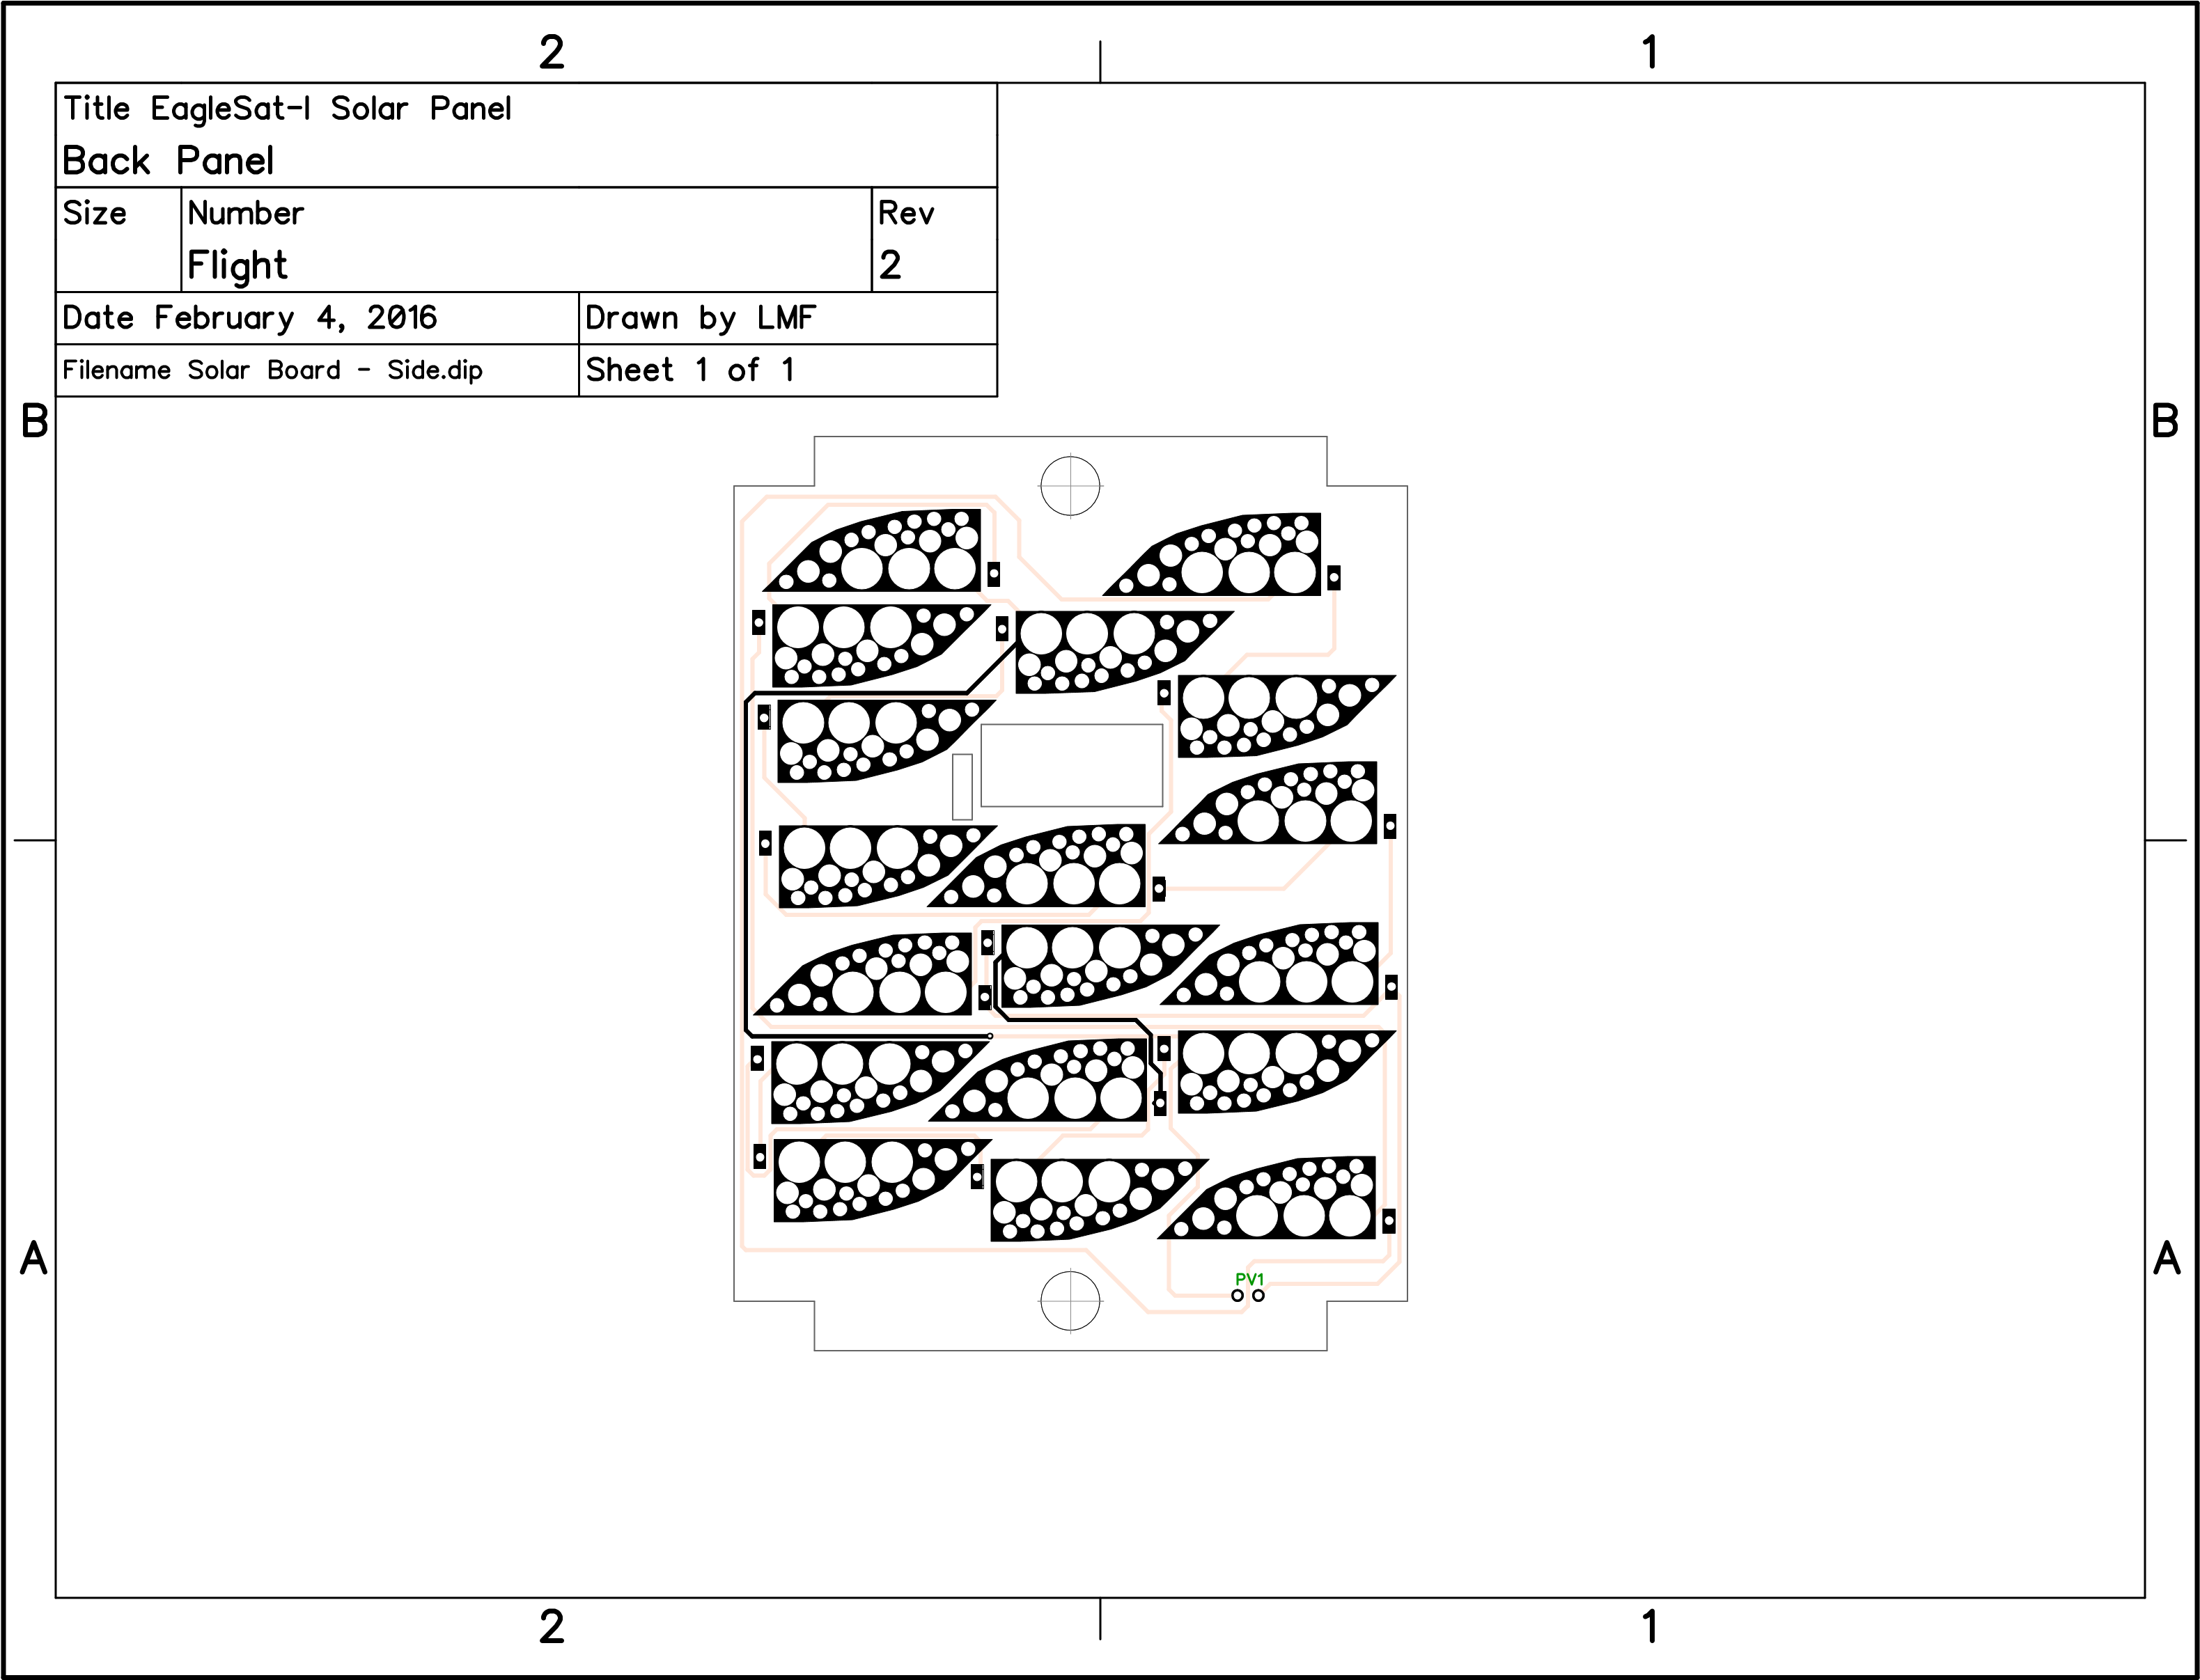 2 1
Title EagleSat-I Solar Panel
Back Panel
Size Number Rev
Flight 2
Date February 4, 2016 Drawn by LMF
Filename Solar Board - Side.dip Sheet 1 of 1
B B
A A
PV1
2 1